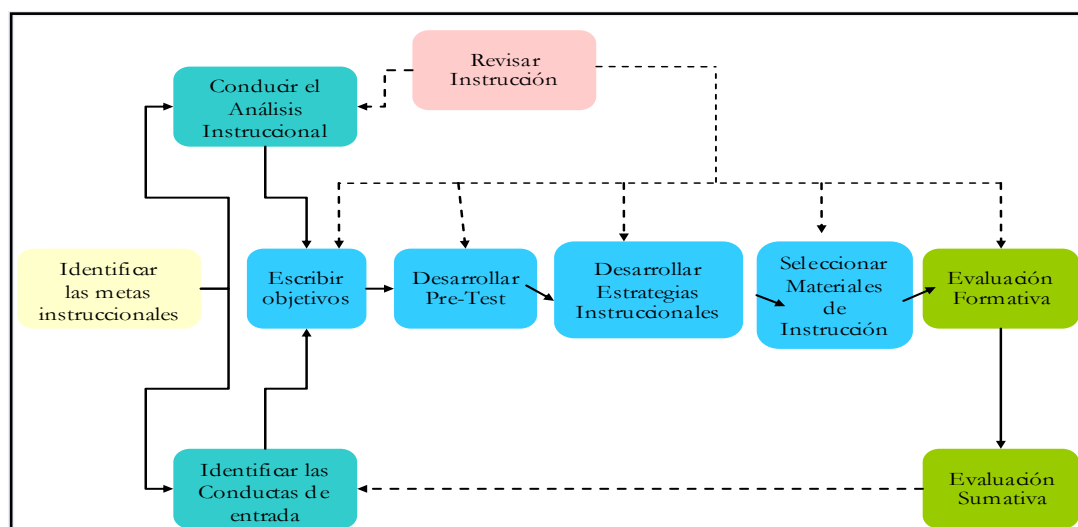 Revisar
Instrucción
Conducir el
Análisis
Instruccional
Identificar
las metas
instruccionales
Escribir
objetivos
Desarrollar
Pre-Test
Desarrollar
Estrategias
Instruccionales
Seleccionar
Materiales
de
Instrucción
Evaluación
Formativa
Identificar las
Conductas de
entrada
Evaluación
Sumativa